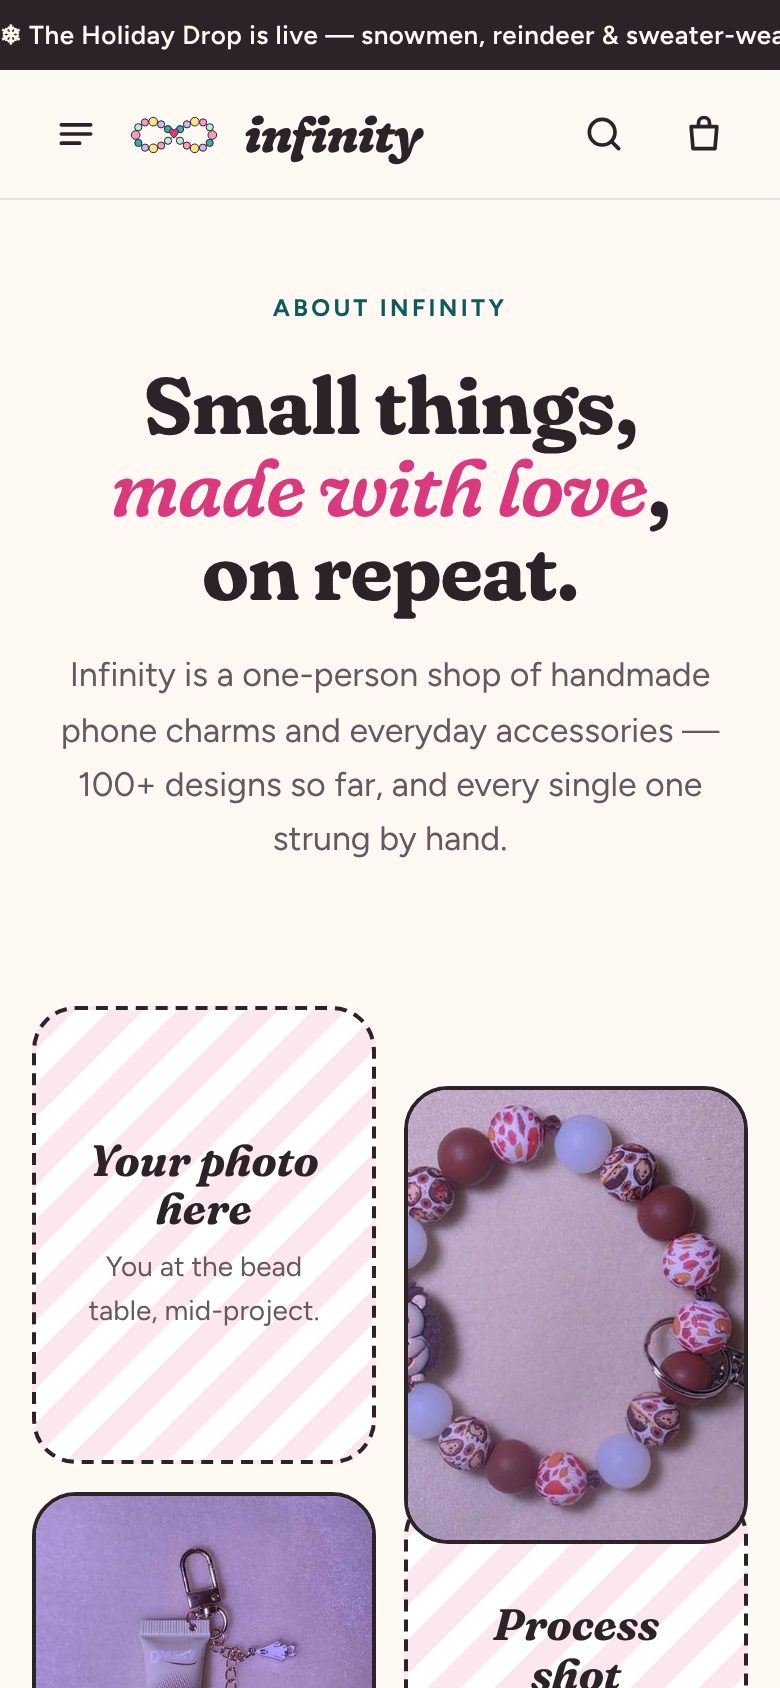 ❄ The Holiday Drop is live — snowmen, reindeer & sweater-wea
infinity
ABOUT INFINITY
Small things,
made with love,
on repeat.
Infinity is a one-person shop of handmade
phone charms and everyday accessories —
100+ designs so far, and every single one
strung by hand.
Your photo
here
You at the bead
table, mid-project.
Process
shot